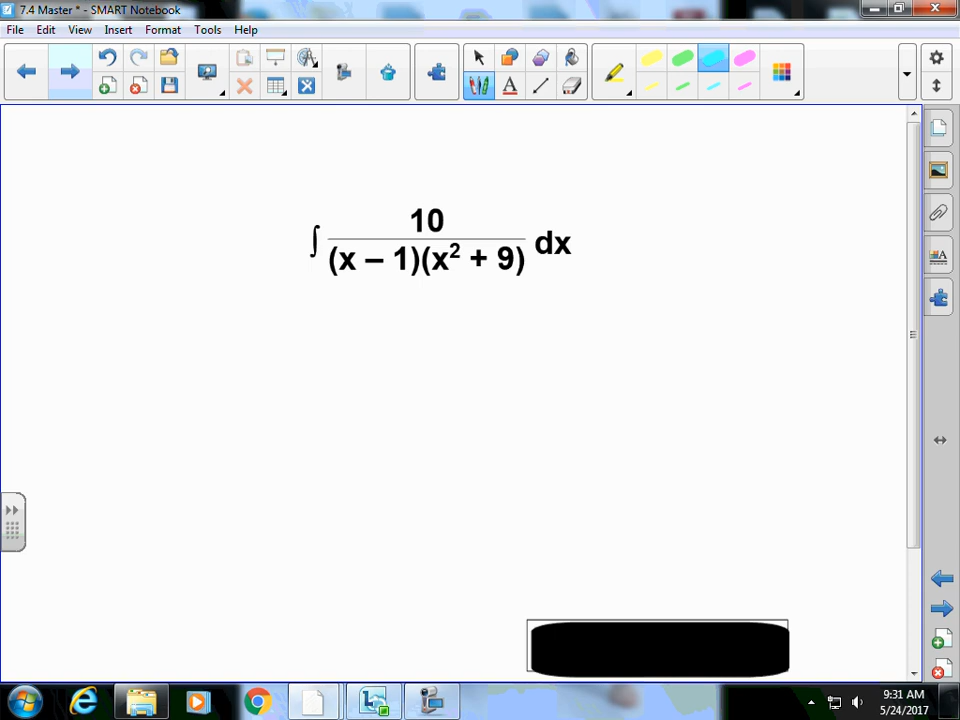 7.4 Master * - SMART Notebook
File Edit View Insert Format Tools Help
∫ 10
(x – 1)(x² + 9) dx
9:31 AM
5/24/2017